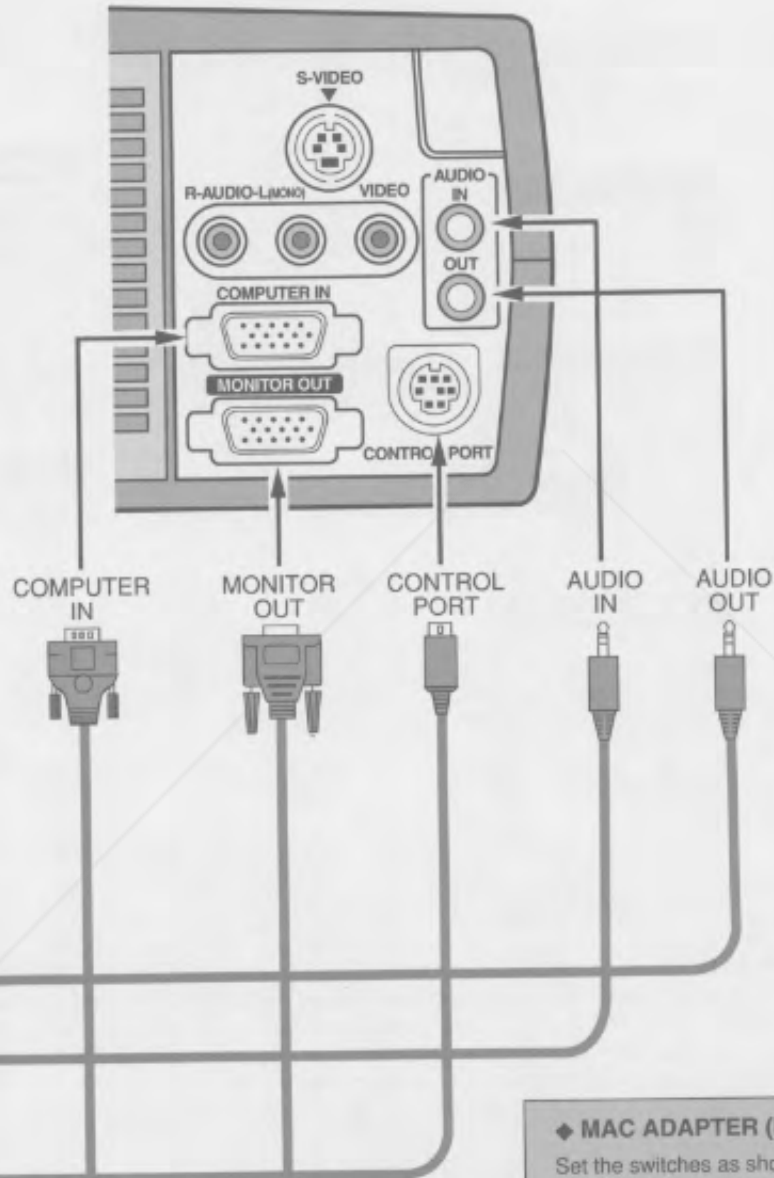 S-VIDEO
R-AUDIO-L(MONO)
VIDEO
AUDIO
IN
OUT
COMPUTER IN
MONITOR OUT
CONTROL PORT
COMPUTER
IN
MONITOR
OUT
CONTROL
PORT
AUDIO
IN
AUDIO
OUT
◆ MAC ADAPTER (
Set the switches as